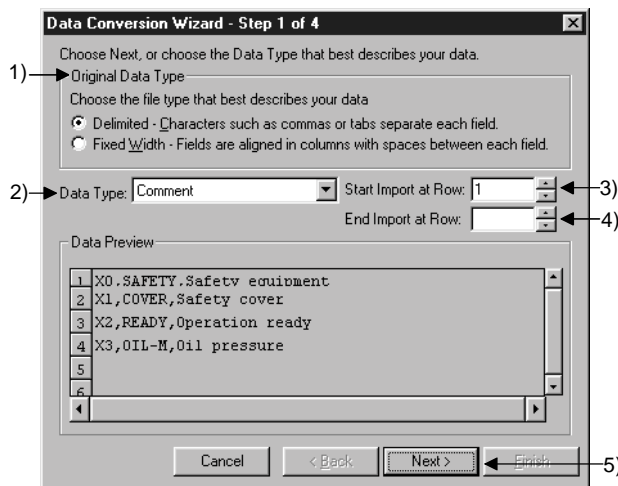 Data Conversion Wizard - Step 1 of 4
Choose Next, or choose the Data Type that best describes your data.
1)
Original Data Type
Choose the file type that best describes your data
Delimited - Characters such as commas or tabs separate each field.
Fixed Width - Fields are aligned in columns with spaces between each field.
2)
Data Type: Comment Start Import at Row: 1
3)
End Import at Row:
4)
Data Preview
1 X0,SAFETY,Safety equipment
2 X1,COVER,Safety cover
3 X2,READY,Operation ready
4 X3,OIL-M,Oil pressure
5
6
Cancel < Back Next > Finish
5)